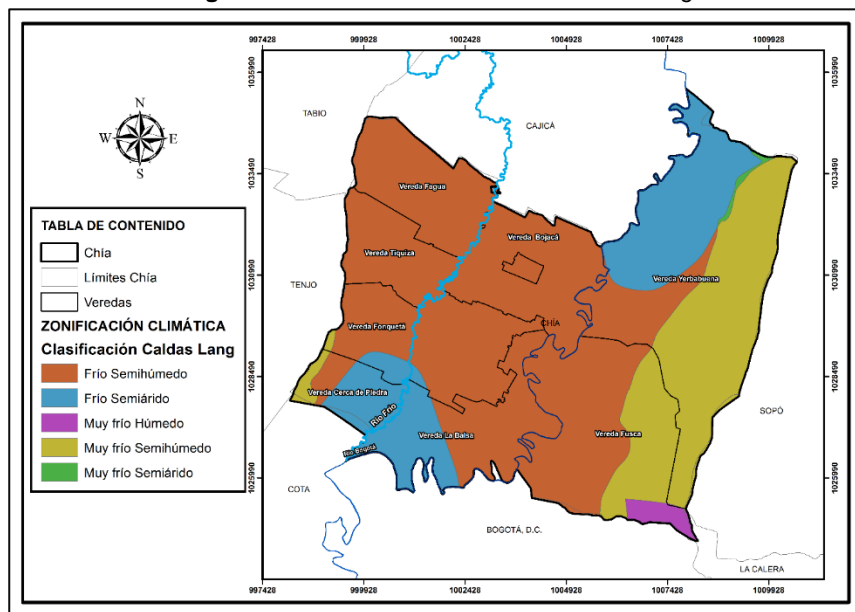 997428 999928 1002428 1004928 1007428 1009928
1035990 1035990
N
W E
S
TABIO
CAJICÁ
1033490 1033490
Vereda Fagua
Vereda Bojacá
TABLA DE CONTENIDO
Chía
Límites Chía
Veredas
ZONIFICACIÓN CLIMÁTICA
Clasificación Caldas Lang
Frío Semihúmedo
Frío Semiárido
Muy frío Húmedo
Muy frío Semihúmedo
Muy frío Semiárido
Vereda Tiquiza
Vereda Yerbabuena
1030990 1030990
TENJO
Vereda Fonquetá
CHÍA
1028490 1028490
Vereda Cerca de Piedra
SOPÓ
Río Frío
Vereda La Balsa
Vereda Fusca
Río Bogotá
1025990 1025990
COTA
BOGOTÁ, D.C.
LA CALERA
997428 999928 1002428 1004928 1007428 1009928